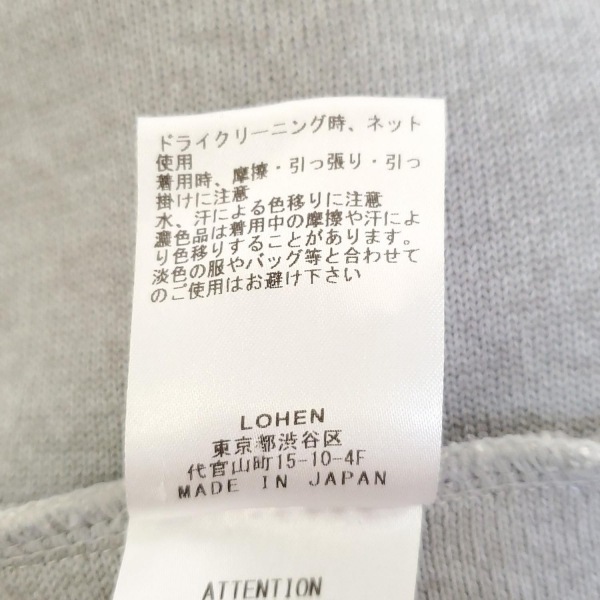 ドライクリーニング時、ネット
使用
着用時、摩擦・引っ張り・引っ
掛けに注意
水、汗による色移りに注意
濃色品は着用中の摩擦や汗によ
り色移りすることがあります。
淡色の服やバッグ等と合わせて
のご使用はお避け下さい
LOHEN
東京都渋谷区
代官山町15-10-4F
MADE IN JAPAN
ATTENTION